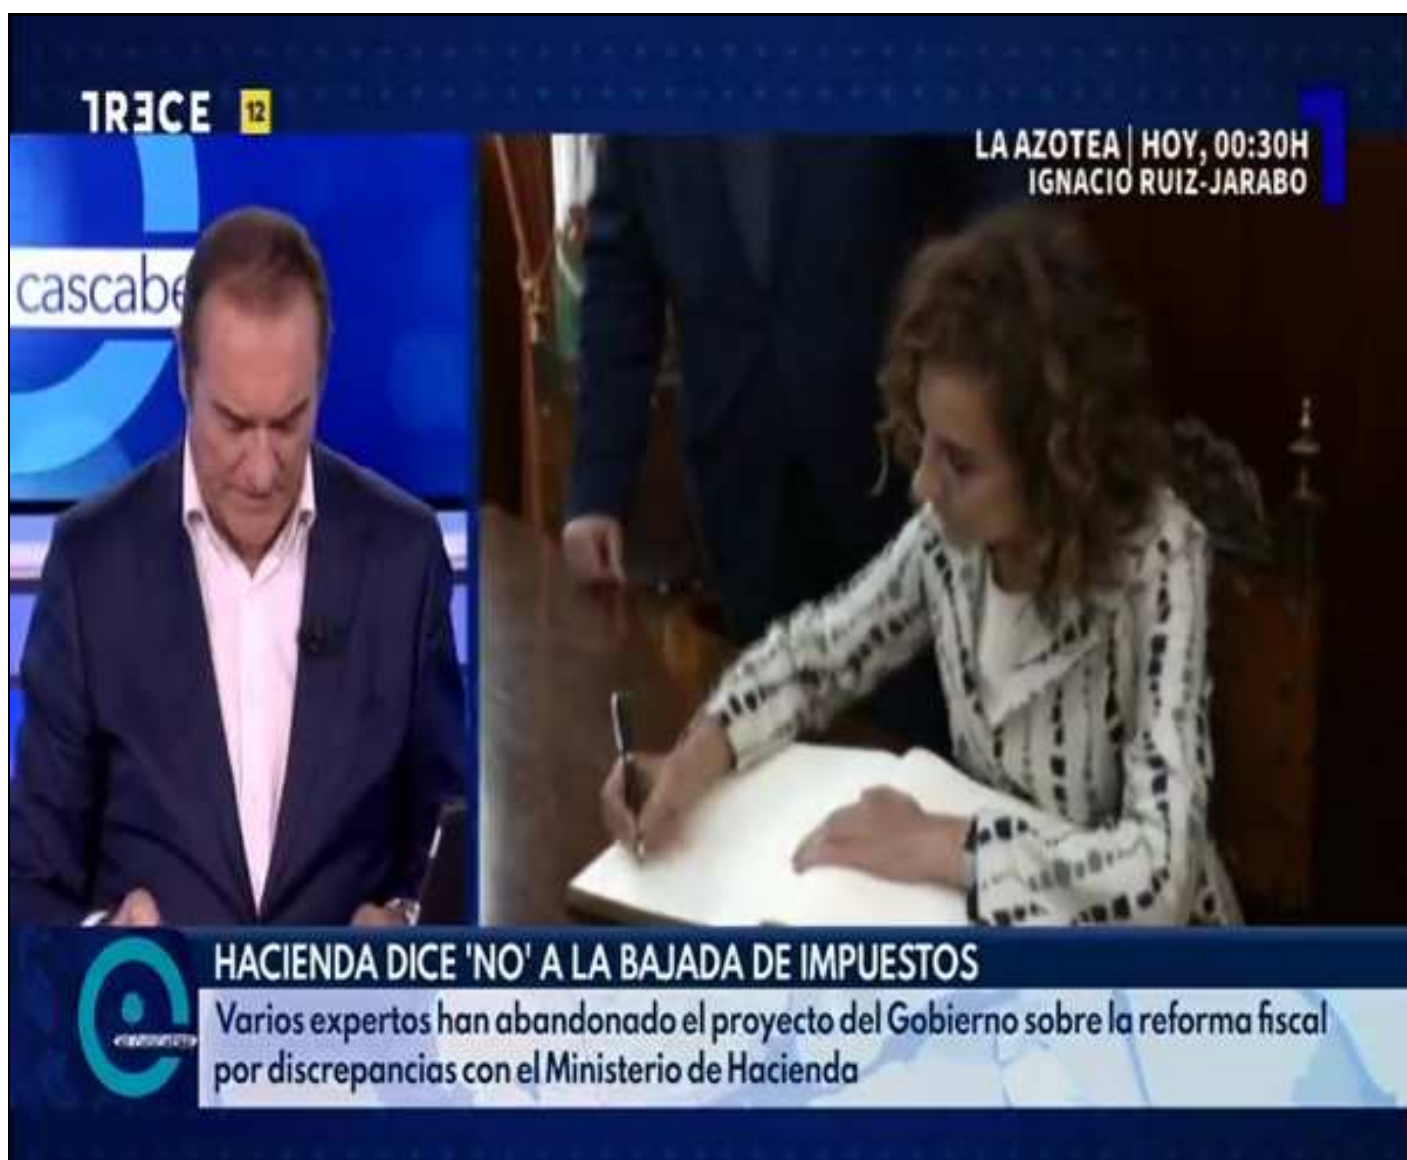 TRECE 12
LA AZOTEA | HOY, 00:30H
IGNACIO RUIZ-JARABO
cascabe
HACIENDA DICE 'NO' A LA BAJADA DE IMPUESTOS
Varios expertos han abandonado el proyecto del Gobierno sobre la reforma fiscal
por discrepancias con el Ministerio de Hacienda